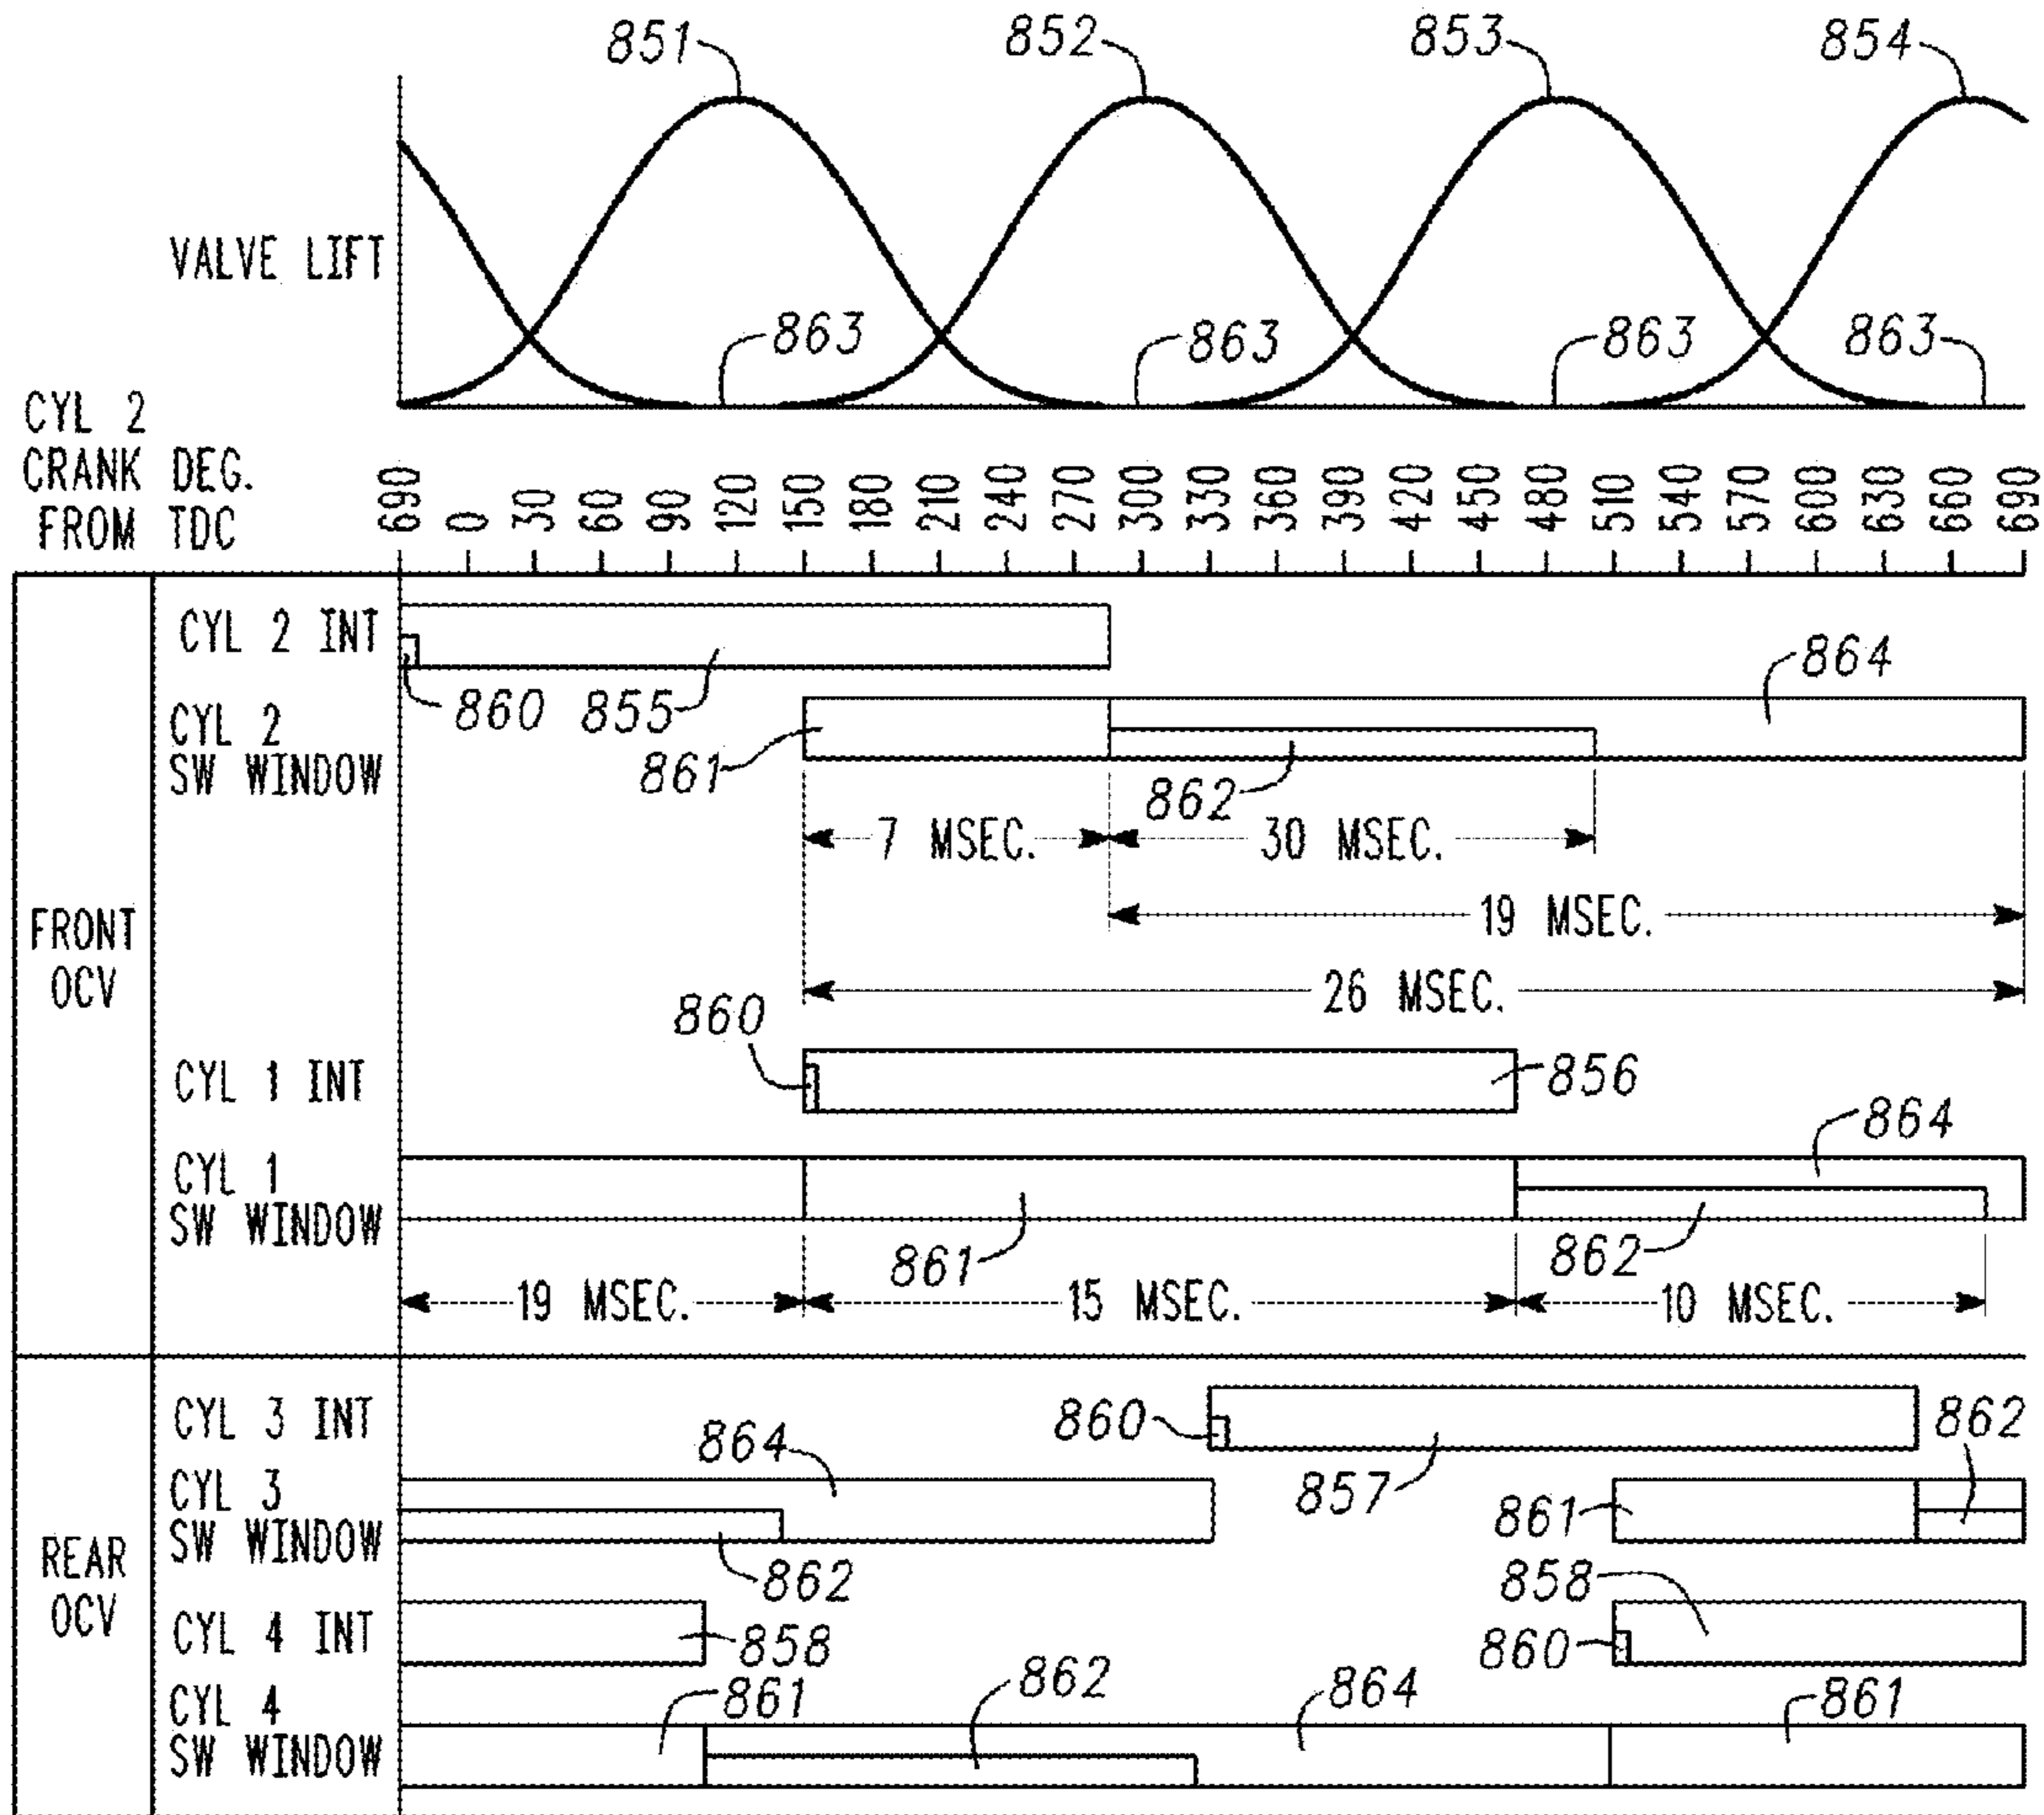 851 852 853 854
VALVE LIFT
863 863 863 863
CYL 2
CRANK DEG.
FROM TDC
690 0 30 60 90 120 150 180 210 240 270 300 330 360 390 420 450 480 510 540 570 600 630 660 690
FRONT
OCV
CYL 2 INT
860 855
864
CYL 2
SW WINDOW
861
862
7 MSEC. 30 MSEC.
19 MSEC.
26 MSEC.
860
CYL 1 INT
856
864
CYL 1
SW WINDOW
861
862
19 MSEC. 15 MSEC. 10 MSEC.
REAR
OCV
CYL 3 INT
860
857
862
864
CYL 3
SW WINDOW
862
861
858
CYL 4 INT
858
860
CYL 4
SW WINDOW
861 862 864 861